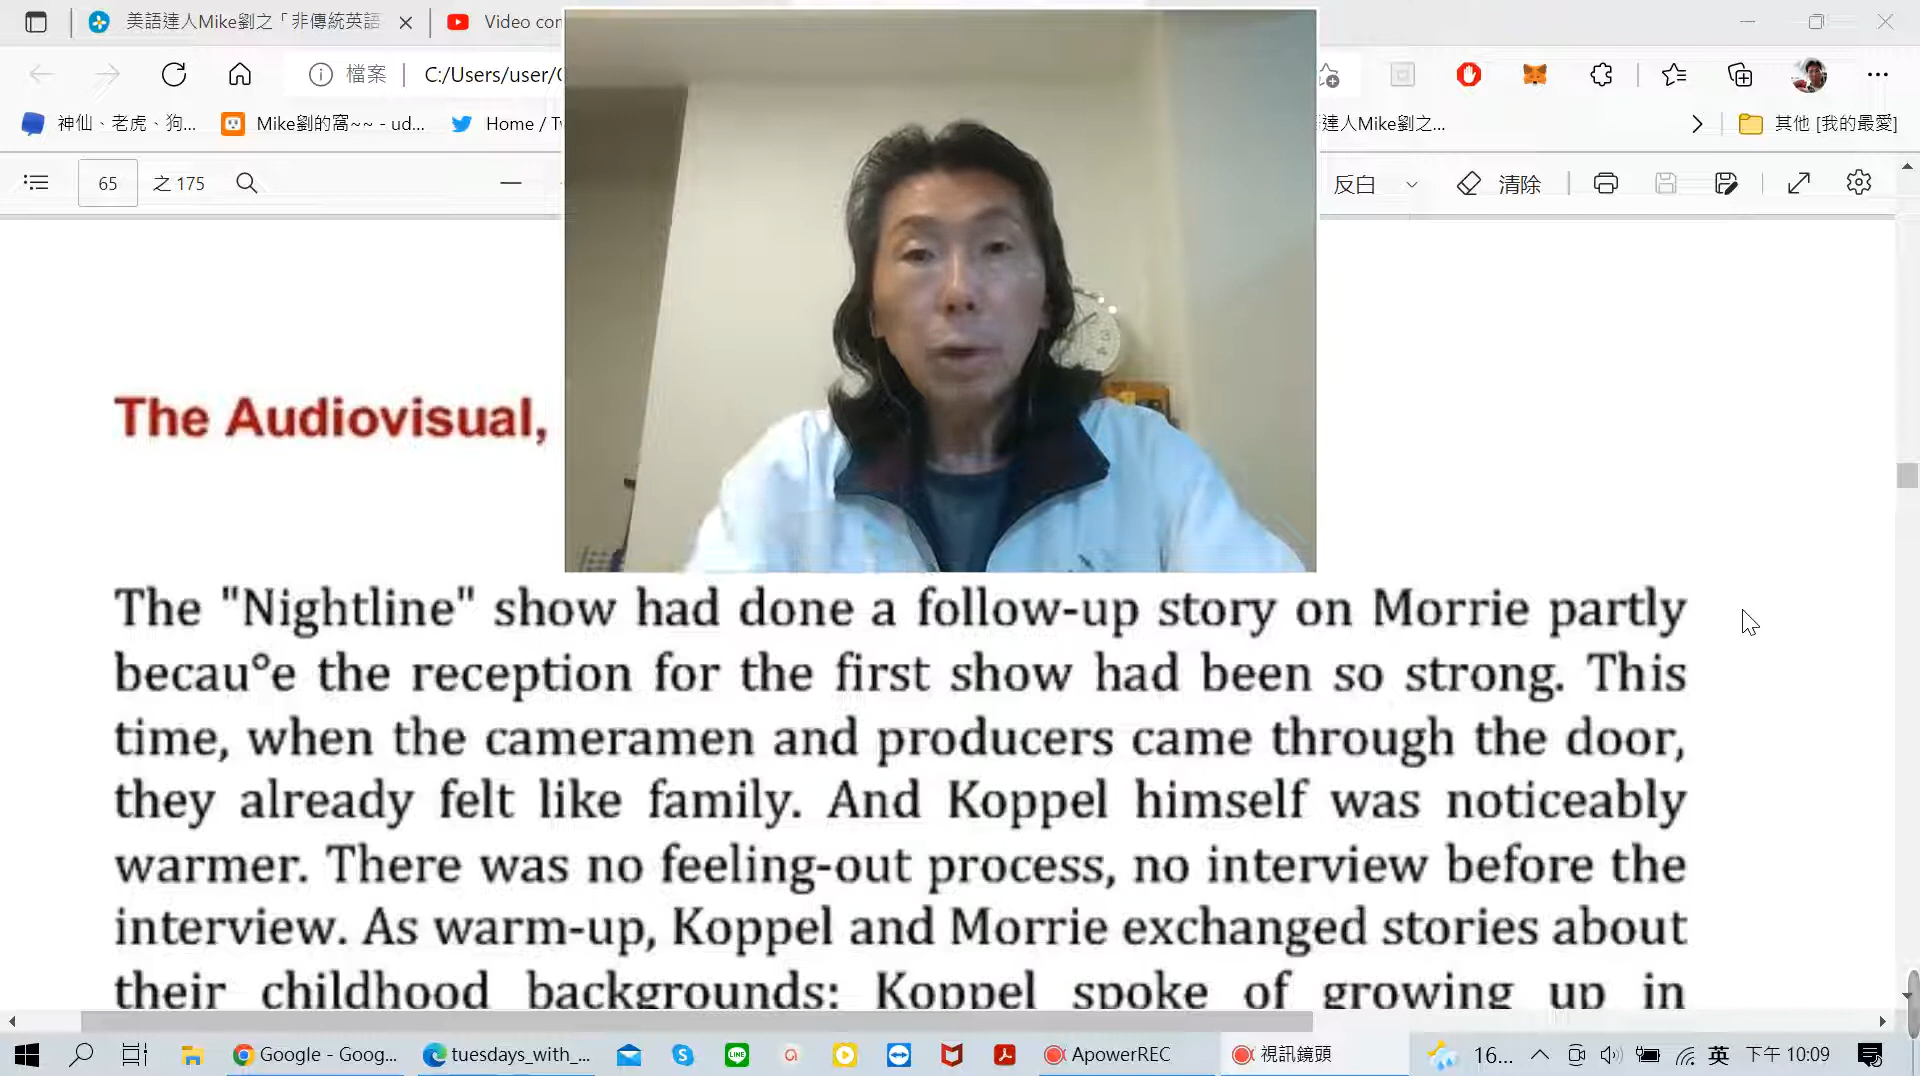 美語達人Mike劉之「非傳統英語
Video cor
檔案
C:/Users/user/
神仙、老虎、狗...
Mike劉的窩~~ - ud...
Home / Tw
達人Mike劉之...
其他 [我的最愛]
65
之 175
反白
清除
The Audiovisual,
The "Nightline" show had done a follow-up story on Morrie partly
becau°e the reception for the first show had been so strong. This
time, when the cameramen and producers came through the door,
they already felt like family. And Koppel himself was noticeably
warmer. There was no feeling-out process, no interview before the
interview. As warm-up, Koppel and Morrie exchanged stories about
their childhood backgrounds: Koppel spoke of growing up in
Google - Goog...
tuesdays_with_...
LINE
ApowerREC
視訊鏡頭
16...
英
下午 10:09